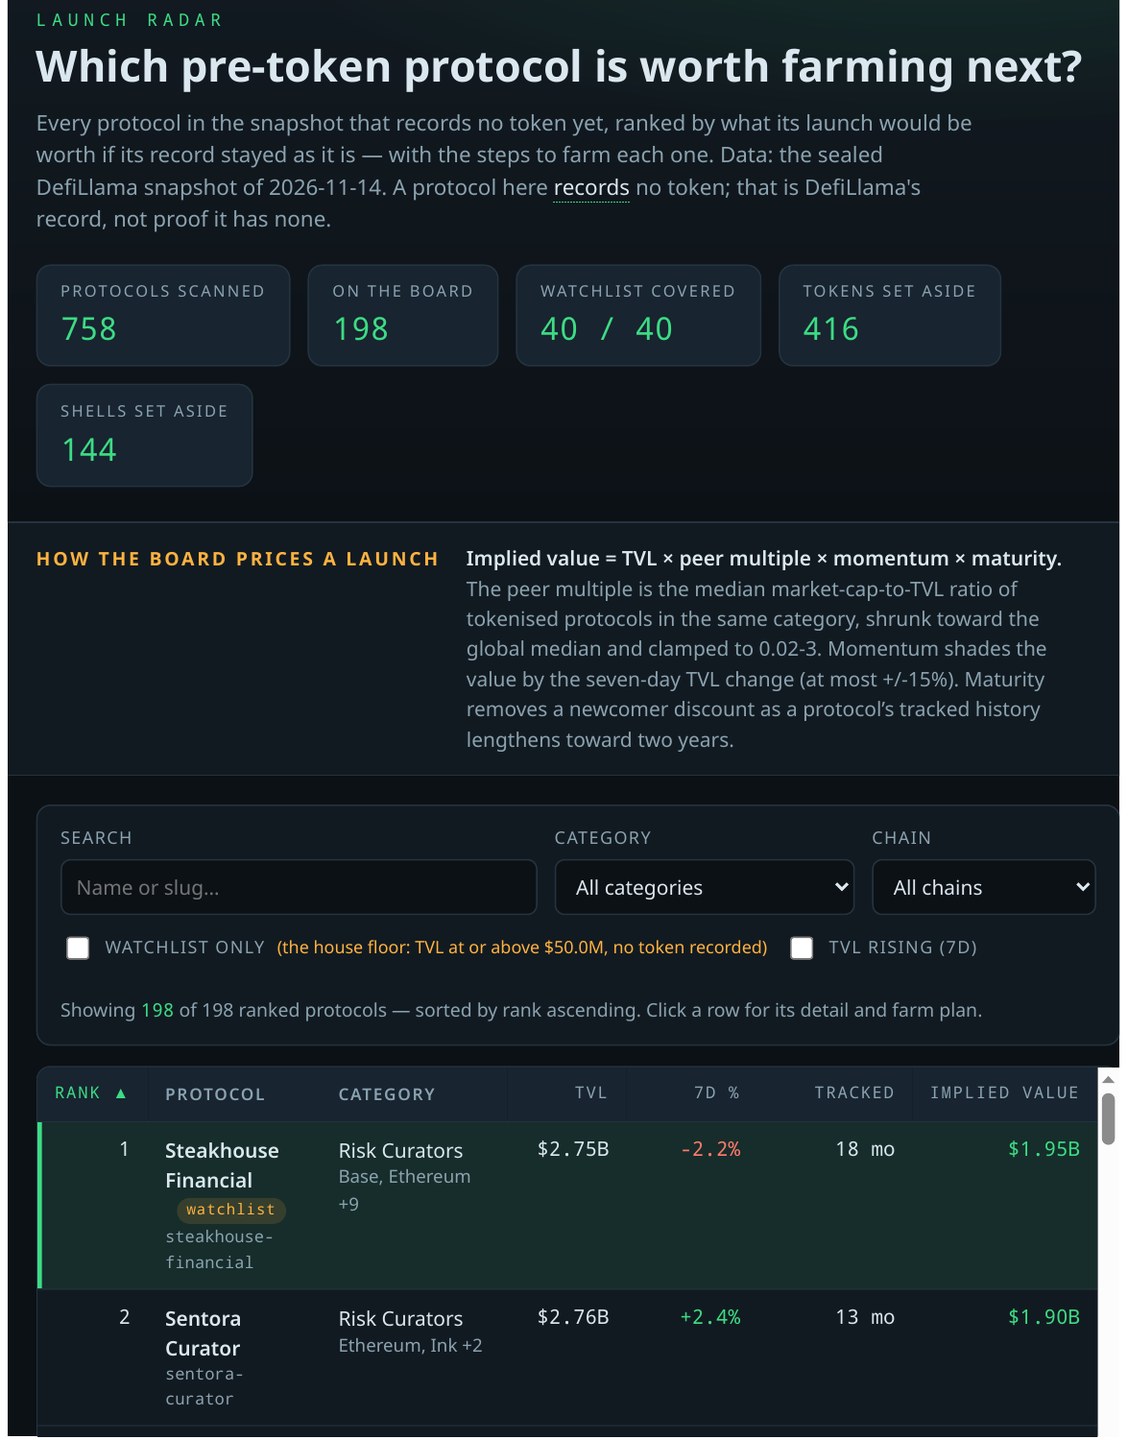 LAUNCH RADAR
Which pre-token protocol is worth farming next?
Every protocol in the snapshot that records no token yet, ranked by what its launch would be
worth if its record stayed as it is — with the steps to farm each one. Data: the sealed
DefiLlama snapshot of 2026-11-14. A protocol here records no token; that is DefiLlama's
record, not proof it has none.
PROTOCOLS SCANNED
758
ON THE BOARD
198
WATCHLIST COVERED
40 / 40
TOKENS SET ASIDE
416
SHELLS SET ASIDE
144
HOW THE BOARD PRICES A LAUNCH
Implied value = TVL × peer multiple × momentum × maturity.
The peer multiple is the median market-cap-to-TVL ratio of
tokenised protocols in the same category, shrunk toward the
global median and clamped to 0.02-3. Momentum shades the
value by the seven-day TVL change (at most +/-15%). Maturity
removes a newcomer discount as a protocol’s tracked history
lengthens toward two years.
SEARCH
Name or slug...
CATEGORY
All categories
CHAIN
All chains
WATCHLIST ONLY (the house floor: TVL at or above $50.0M, no token recorded)
TVL RISING (7D)
Showing 198 of 198 ranked protocols — sorted by rank ascending. Click a row for its detail and farm plan.
RANK ▲ PROTOCOL CATEGORY TVL 7D % TRACKED IMPLIED VALUE
1 Steakhouse Risk Curators $2.75B -2.2% 18 mo $1.95B
Financial Base, Ethereum
watchlist +9
steakhouse-
financial
2 Sentora Risk Curators $2.76B +2.4% 13 mo $1.90B
Curator Ethereum, Ink +2
sentora-
curator